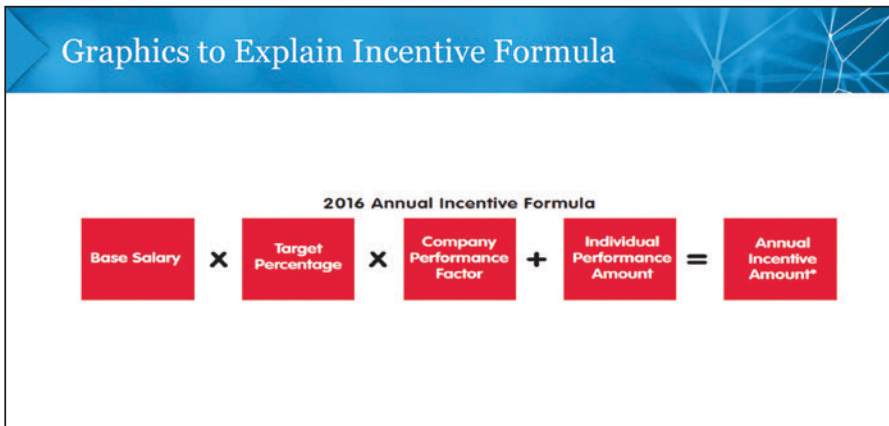 Graphics to Explain Incentive Formula
2016 Annual Incentive Formula
Base Salary
x
Target
Percentage
x
Company
Performance
Factor
+
Individual
Performance
Amount
=
Annual
Incentive
Amount*